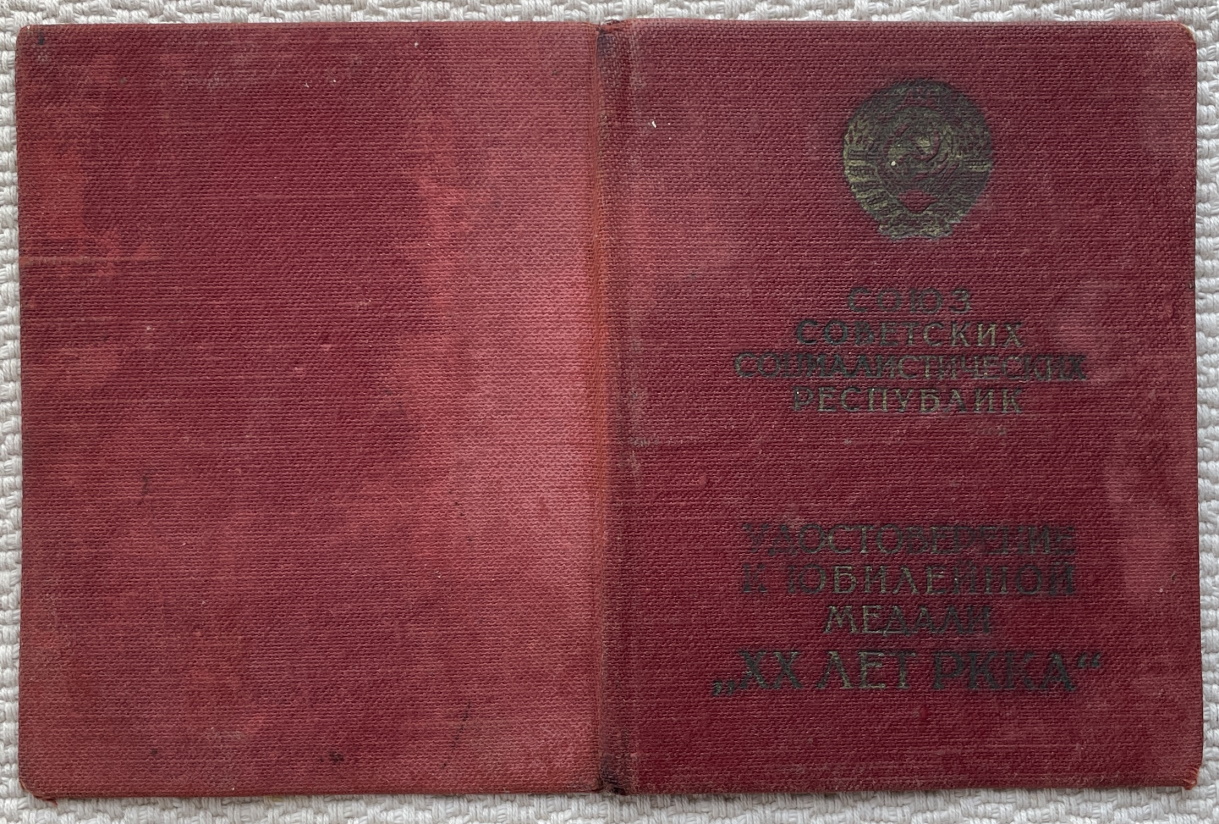 СОЮЗ
СОВЕТСКИХ
СОЦИАЛИСТИЧЕСКИХ
РЕСПУБЛИК
УДОСТОВЕРЕНИЕ
К ЮБИЛЕЙНОЙ
МЕДАЛИ
„XX ЛЕТ РККА“